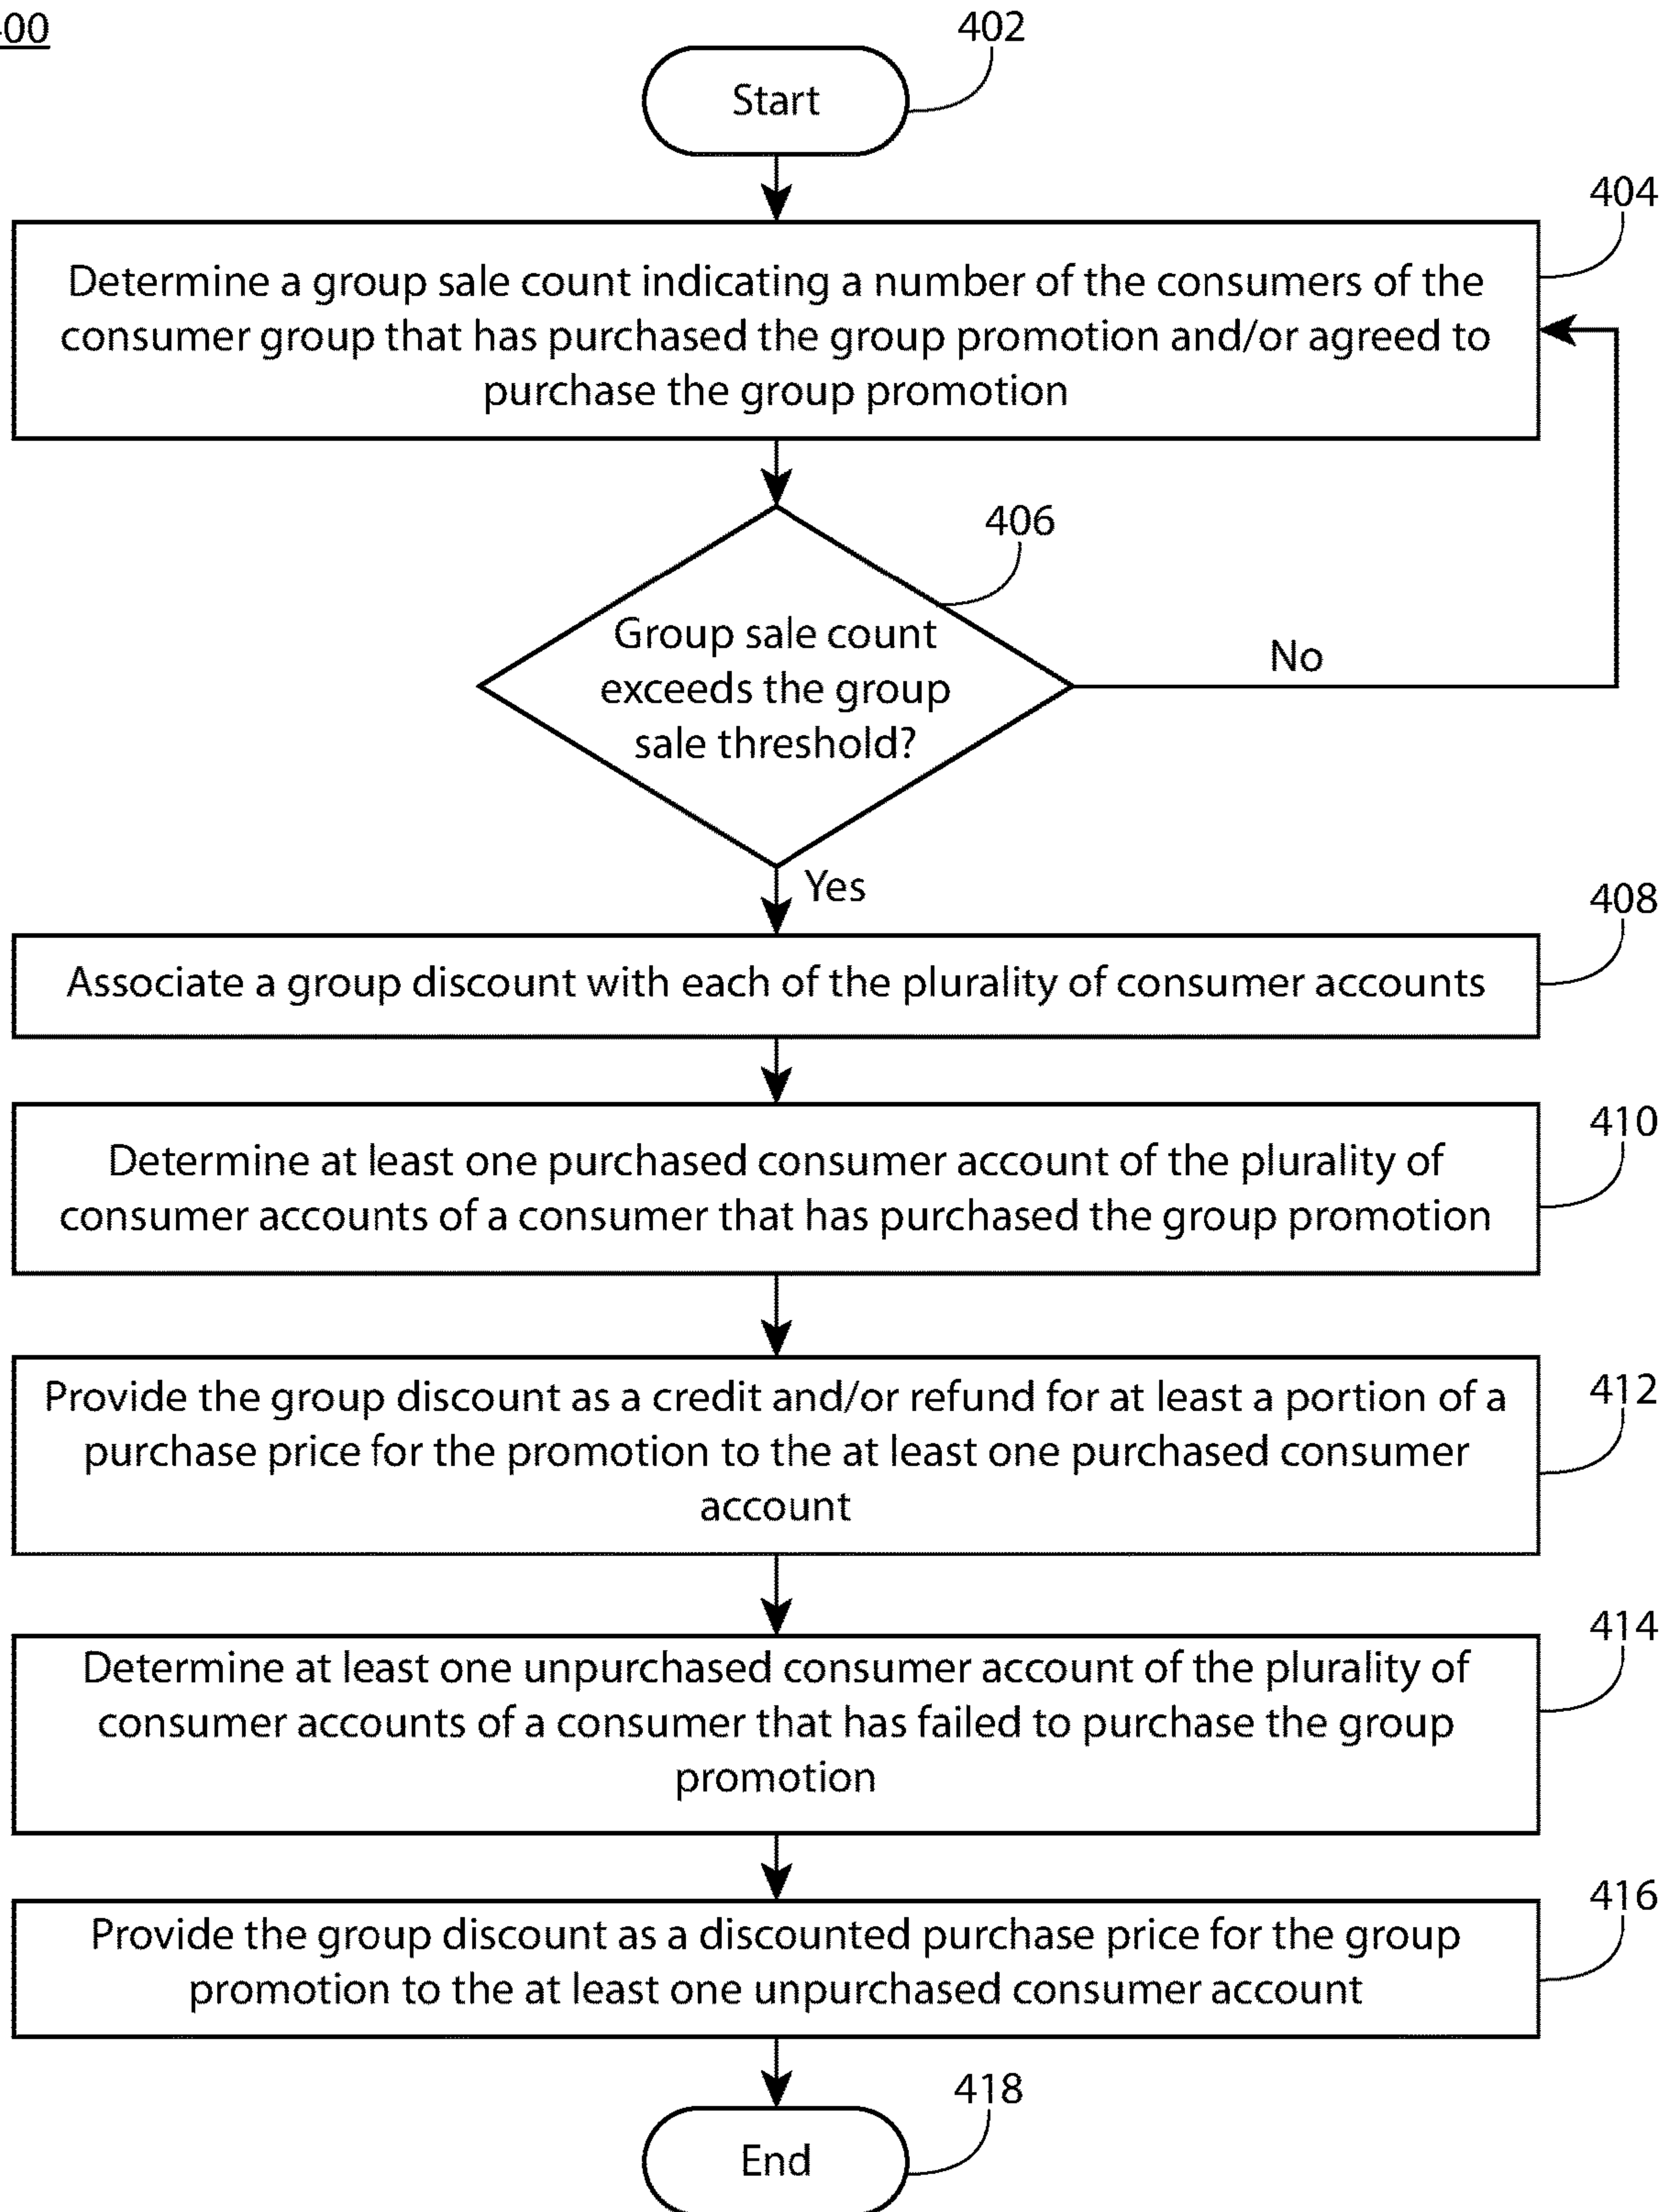 400
402
Start
404
Determine a group sale count indicating a number of the consumers of the
consumer group that has purchased the group promotion and/or agreed to
purchase the group promotion
406
Group sale count
exceeds the group
sale threshold?
No
Yes
408
Associate a group discount with each of the plurality of consumer accounts
410
Determine at least one purchased consumer account of the plurality of
consumer accounts of a consumer that has purchased the group promotion
412
Provide the group discount as a credit and/or refund for at least a portion of a
purchase price for the promotion to the at least one purchased consumer
account
414
Determine at least one unpurchased consumer account of the plurality of
consumer accounts of a consumer that has failed to purchase the group
promotion
416
Provide the group discount as a discounted purchase price for the group
promotion to the at least one unpurchased consumer account
418
End